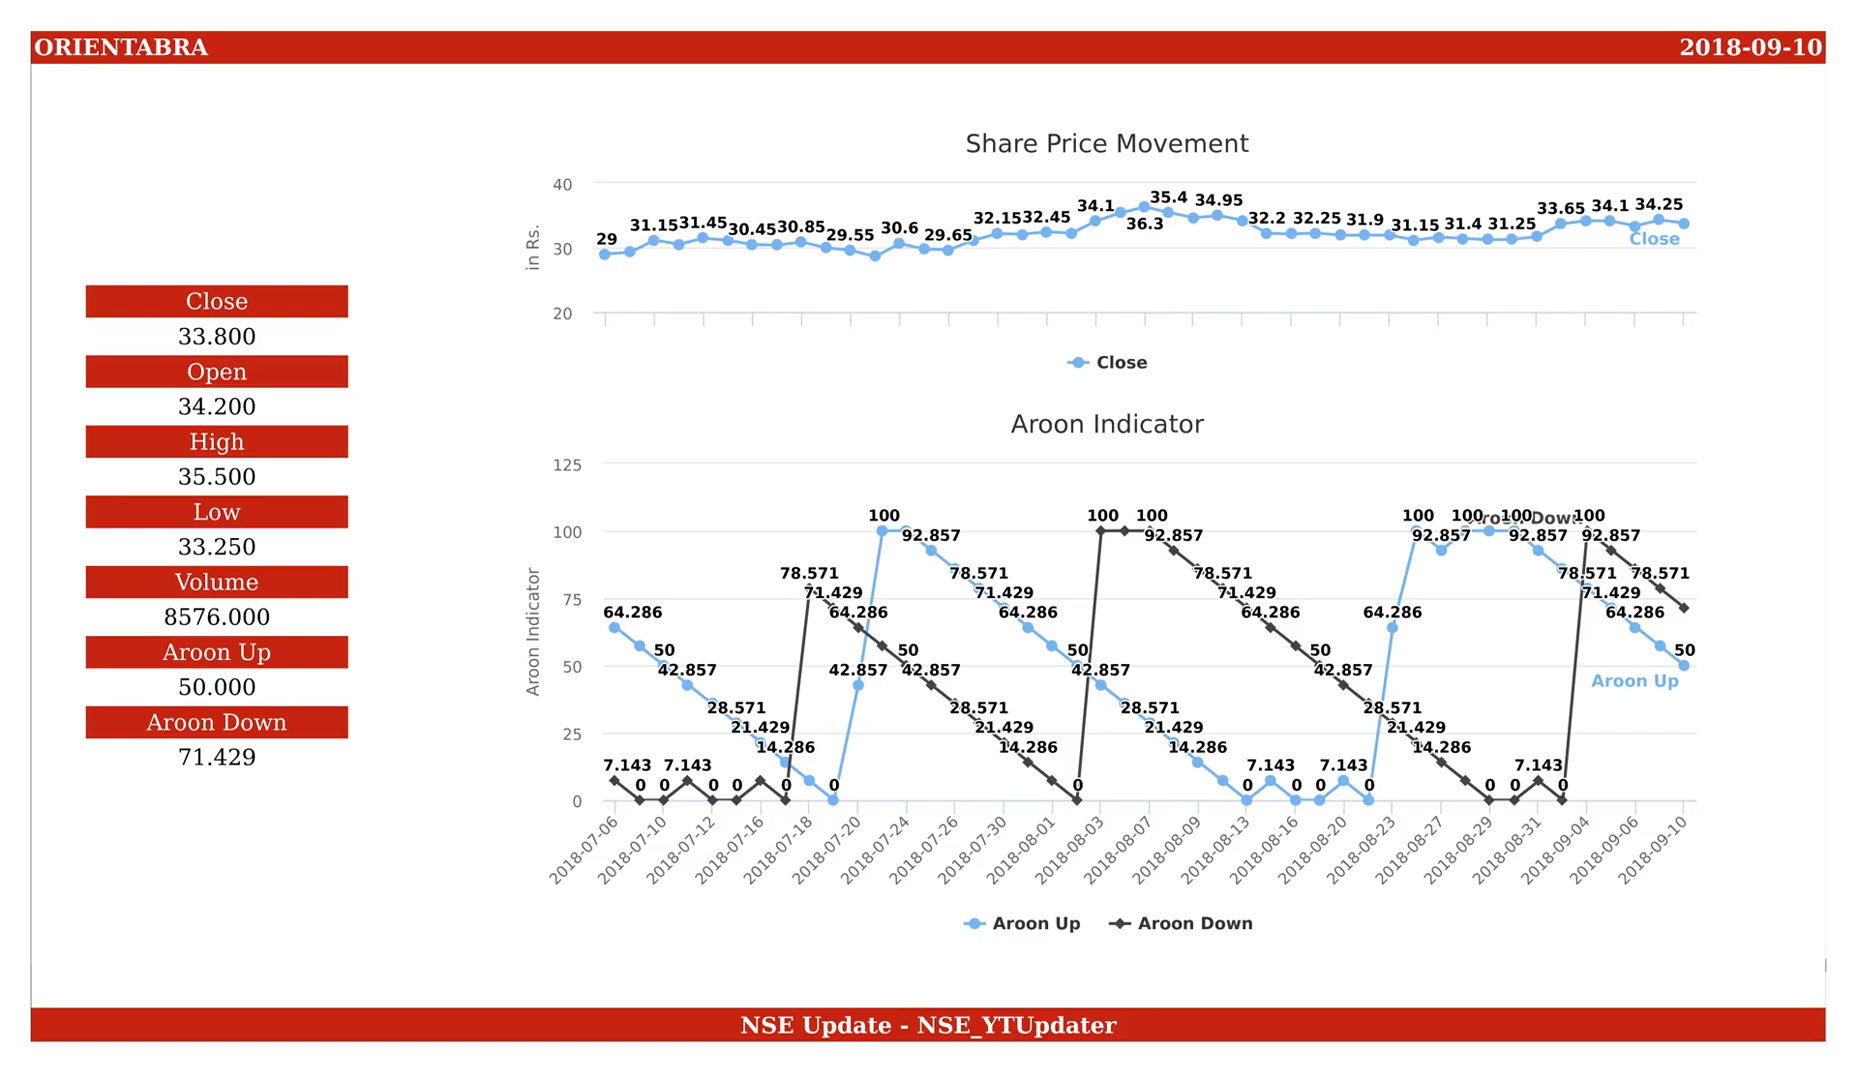 ORIENTABRA
2018-09-10
Close
33.800
Open
34.200
High
35.500
Low
33.250
Volume
8576.000
Aroon Up
50.000
Aroon Down
71.429
Share Price Movement
in Rs.
40
30
20
29 31.15 31.45 30.45 30.85 29.55 30.6 29.65 32.15 32.45 34.1 36.3 35.4 34.95 32.2 32.25 31.9 31.15 31.4 31.25 33.65 34.1 34.25
Close
Close
Aroon Indicator
Aroon Indicator
125
100
75
50
25
0
100 100 100 100 100 100 100
Aroon Down
92.857 92.857 92.857 92.857 92.857
78.571 78.571 78.571 78.571 78.571
71.429 71.429 71.429 71.429
64.286 64.286 64.286 64.286 64.286 64.286
50 50 50 50 50
42.857 42.857 42.857 42.857 42.857
Aroon Up
28.571 28.571 28.571 28.571
21.429 21.429 21.429 21.429
14.286 14.286 14.286 14.286
7.143 7.143 7.143 7.143 7.143
0 0 0 0 0 0 0 0 0 0 0 0 0 0
2018-07-06 2018-07-10 2018-07-12 2018-07-16 2018-07-18 2018-07-20 2018-07-24 2018-07-26 2018-07-30 2018-08-01 2018-08-03 2018-08-07 2018-08-09 2018-08-13 2018-08-16 2018-08-20 2018-08-23 2018-08-27 2018-08-29 2018-08-31 2018-09-04 2018-09-06 2018-09-10
Aroon Up Aroon Down
NSE Update - NSE_YTUpdater